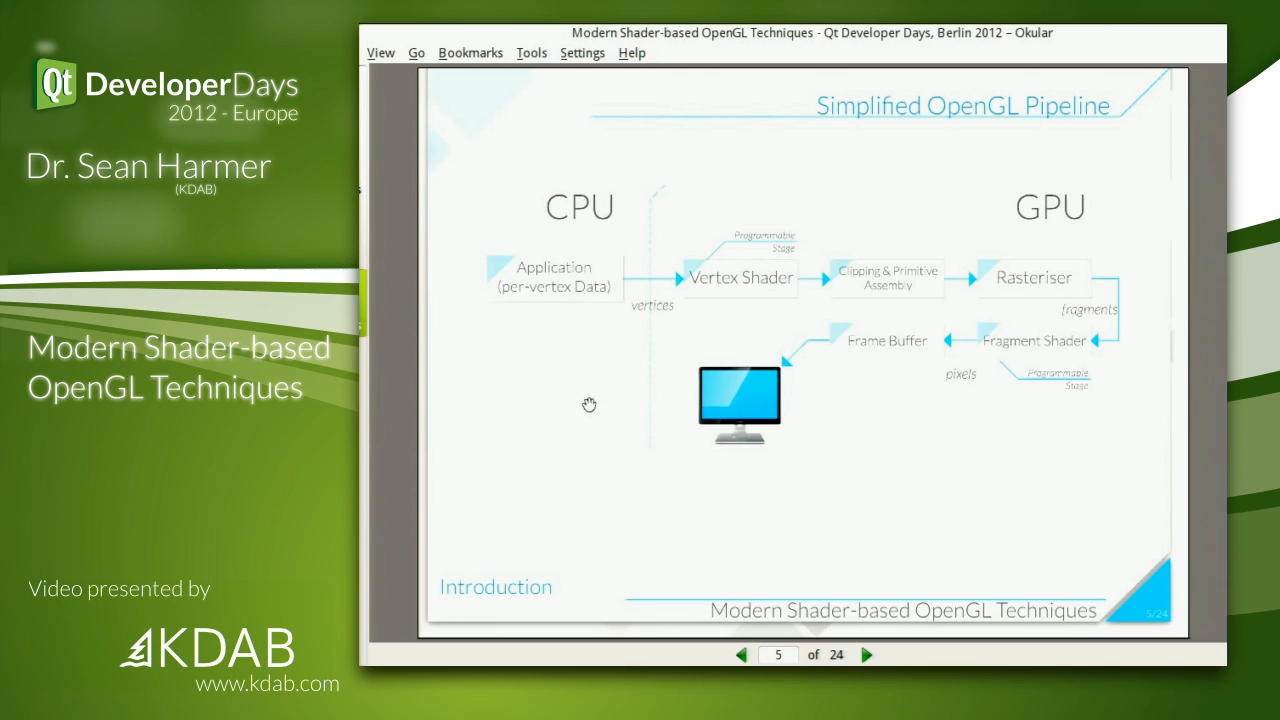 Qt DeveloperDays
2012 - Europe
Dr. Sean Harmer
(KDAB)
Modern Shader-based
OpenGL Techniques
Video presented by
KDAB
www.kdab.com
Modern Shader-based OpenGL Techniques - Qt Developer Days, Berlin 2012 – Okular
View Go Bookmarks Tools Settings Help
Simplified OpenGL Pipeline
CPU
GPU
Programmable
Stage
Application
(per-vertex Data)
vertices
Vertex Shader
Clipping & Primitive
Assembly
Rasteriser
fragments
Frame Buffer
Fragment Shader
pixels
Programmable
Stage
Introduction
Modern Shader-based OpenGL Techniques
5/24
5 of 24